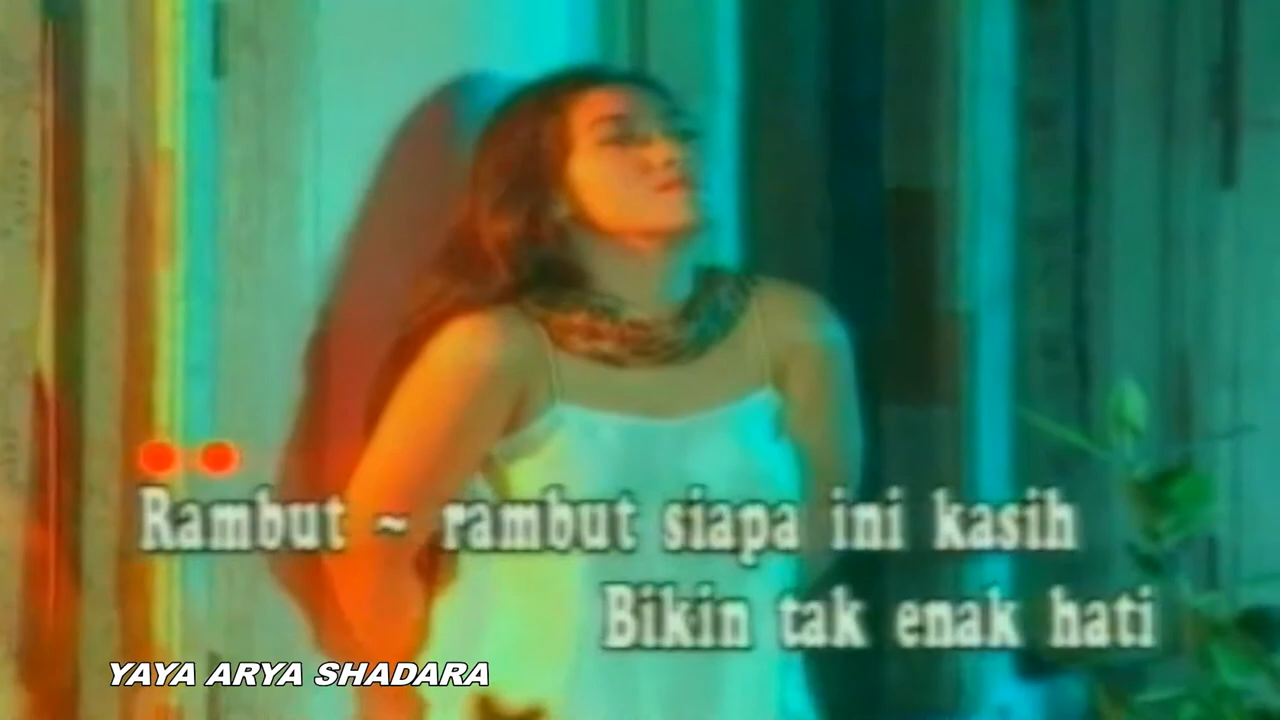 Rambut ~ rambut siapa ini kasih
Bikin tak enak hati
YAYA ARYA SHADARA